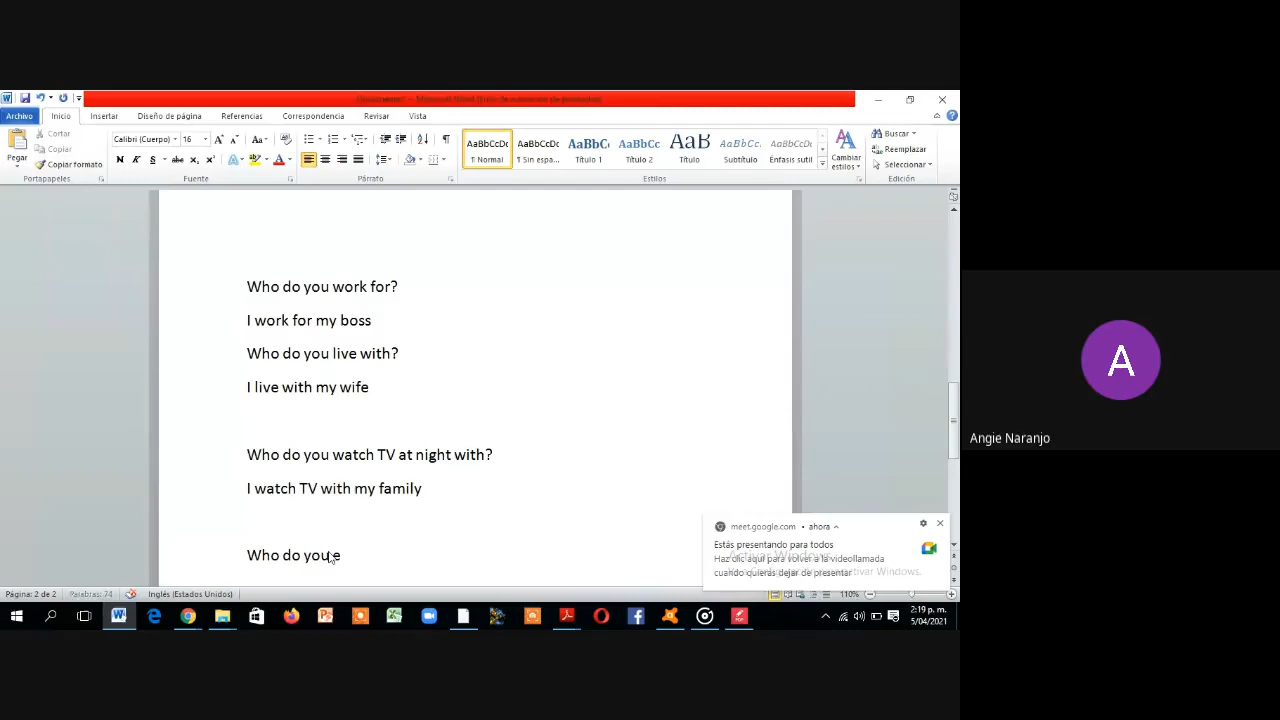 Archivo Inicio Insertar Diseño de página Referencias Correspondencia Revisar Vista
Pegar
Cortar
Copiar
Copiar formato
Portapapeles
Calibri (Cuerpo) 16
Fuente
Párrafo
AaBbCcDc AaBbCcDc AaBbC AaBbCc AaB AaBbCc. AaBbCcDc
¶ Normal ¶ Sin espa... Título 1 Título 2 Título Subtítulo Énfasis sutil
Cambiar estilos
Estilos
Buscar
Reemplazar
Seleccionar
Edición
Who do you work for?
I work for my boss
Who do you live with?
I live with my wife
Who do you watch TV at night with?
I watch TV with my family
Who do you e
meet.google.com • ahora
Estás presentando para todos
Haz clic aquí para volver a la videollamada
cuando quieras dejar de presentar
Activar Windows
activar Windows.
Página: 2 de 2 Palabras: 74 Inglés (Estados Unidos) 110%
2:19 p. m.
5/04/2021
A
Angie Naranjo